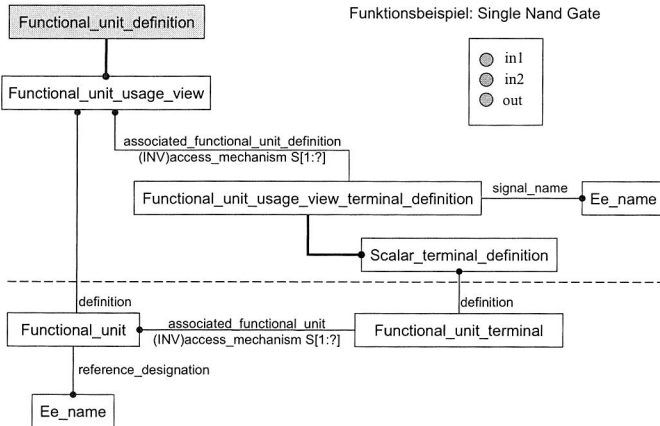 Funktionsbeispiel: Single Nand Gate
Functional_unit_definition
in1
in2
out
Functional_unit_usage_view
associated_functional_unit_definition
(INV)access_mechanism S[1:?]
Functional_unit_usage_view_terminal_definition
signal_name
Ee_name
Scalar_terminal_definition
definition
definition
Functional_unit
associated_functional_unit
(INV)access_mechanism S[1:?]
Functional_unit_terminal
reference_designation
Ee_name